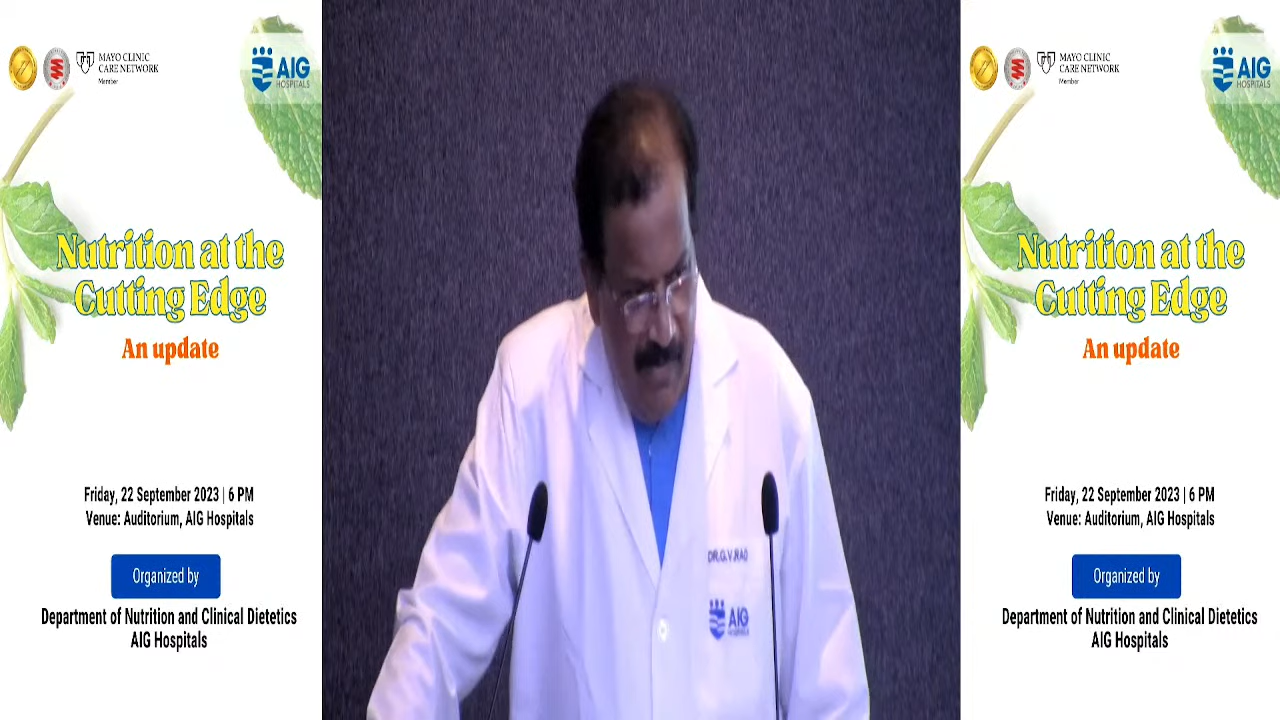 MAYO CLINIC
CARE NETWORK
Member
AIG
HOSPITALS
Nutrition at the
Cutting Edge
An update
Friday, 22 September 2023 | 6 PM
Venue: Auditorium, AIG Hospitals
Organized by
Department of Nutrition and Clinical Dietetics
AIG Hospitals
DR.G.V.RAO
AIG
HOSPITALS
MAYO CLINIC
CARE NETWORK
Member
AIG
HOSPITALS
Nutrition at the
Cutting Edge
An update
Friday, 22 September 2023 | 6 PM
Venue: Auditorium, AIG Hospitals
Organized by
Department of Nutrition and Clinical Dietetics
AIG Hospitals